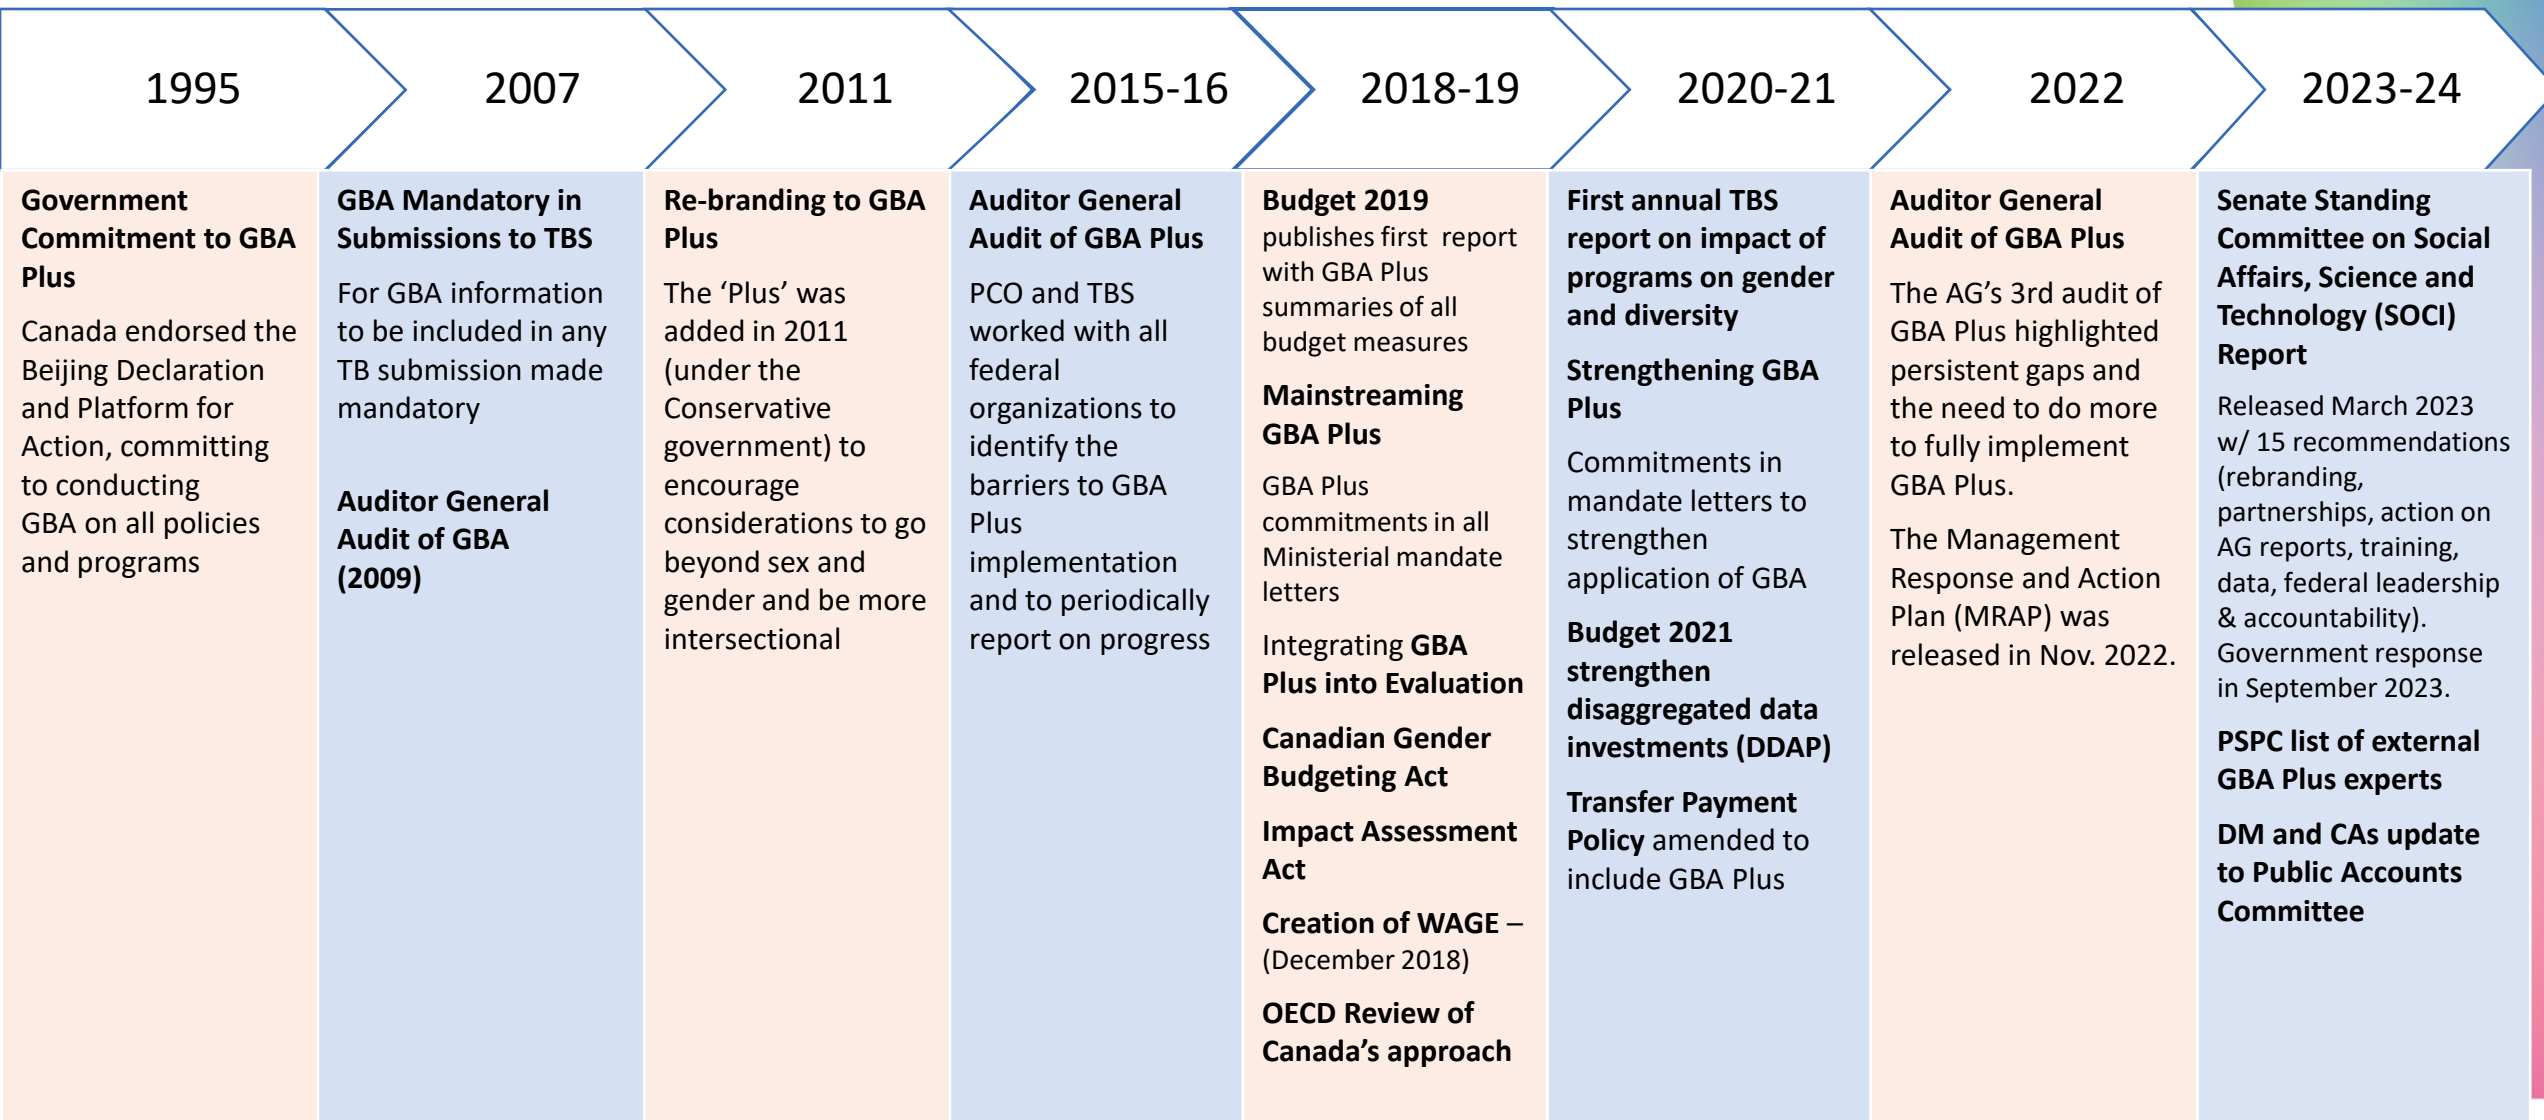 1995
2007
2011
2015-16
2018-19
2020-21
2022
2023-24
Government
Commitment to GBA
Plus
Canada endorsed the
Beijing Declaration
and Platform for
Action, committing
to conducting
GBA on all policies
and programs
GBA Mandatory in
Submissions to TBS
For GBA information
to be included in any
TB submission made
mandatory
Auditor General
Audit of GBA
(2009)
Re-branding to GBA
Plus
The ‘Plus’ was
added in 2011
(under the
Conservative
government) to
encourage
considerations to go
beyond sex and
gender and be more
intersectional
Auditor General
Audit of GBA Plus
PCO and TBS
worked with all
federal
organizations to
identify the
barriers to GBA
Plus
implementation
and to periodically
report on progress
Budget 2019
publishes first report
with GBA Plus
summaries of all
budget measures
Mainstreaming
GBA Plus
GBA Plus
commitments in all
Ministerial mandate
letters
Integrating GBA
Plus into Evaluation
Canadian Gender
Budgeting Act
Impact Assessment
Act
Creation of WAGE –
(December 2018)
OECD Review of
Canada’s approach
First annual TBS
report on impact of
programs on gender
and diversity
Strengthening GBA
Plus
Commitments in
mandate letters to
strengthen
application of GBA
Budget 2021
strengthen
disaggregated data
investments (DDAP)
Transfer Payment
Policy amended to
include GBA Plus
Auditor General
Audit of GBA Plus
The AG’s 3rd audit of
GBA Plus highlighted
persistent gaps and
the need to do more
to fully implement
GBA Plus.
The Management
Response and Action
Plan (MRAP) was
released in Nov. 2022.
Senate Standing
Committee on Social
Affairs, Science and
Technology (SOCI)
Report
Released March 2023
w/ 15 recommendations
(rebranding,
partnerships, action on
AG reports, training,
data, federal leadership
& accountability).
Government response
in September 2023.
PSPC list of external
GBA Plus experts
DM and CAs update
to Public Accounts
Committee